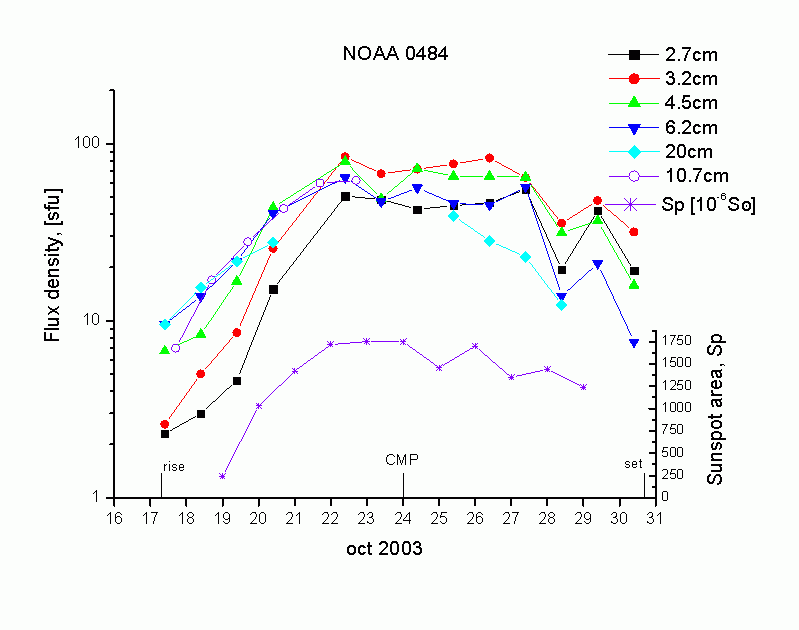 NOAA 0484
2.7cm
3.2cm
4.5cm
6.2cm
20cm
10.7cm
Sp [10⁻⁶So]
Flux density, [sfu]
100
10
1
1750
1500
1250
1000
750
500
250
0
Sunspot area, Sp
rise
CMP
set
16 17 18 19 20 21 22 23 24 25 26 27 28 29 30 31
oct 2003